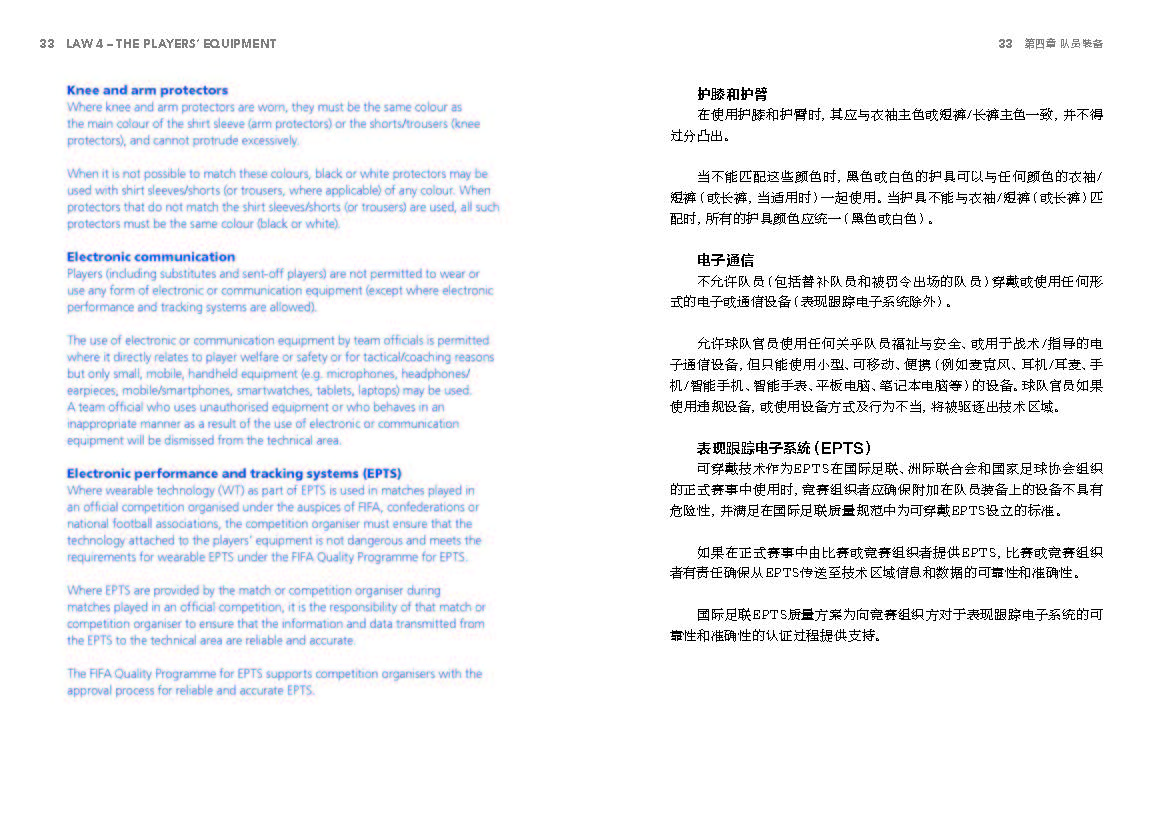 33 LAW 4 – THE PLAYERS' EQUIPMENT
Knee and arm protectors
Where knee and arm protectors are worn, they must be the same colour as
the main colour of the shirt sleeve (arm protectors) or the shorts/trousers (knee
protectors), and cannot protrude excessively.
When it is not possible to match these colours, black or white protectors may be
used with shirt sleeves/shorts (or trousers, where applicable) of any colour. When
protectors that do not match the shirt sleeves/shorts (or trousers) are used, all such
protectors must be the same colour (black or white).
Electronic communication
Players (including substitutes and sent-off players) are not permitted to wear or
use any form of electronic or communication equipment (except where electronic
performance and tracking systems are allowed).
The use of electronic or communication equipment by team officials is permitted
where it directly relates to player welfare or safety or for tactical/coaching reasons
but only small, mobile, handheld equipment (e.g. microphones, headphones/
earpieces, mobile/smartphones, smartwatches, tablets, laptops) may be used.
A team official who uses unauthorised equipment or who behaves in an
inappropriate manner as a result of the use of electronic or communication
equipment will be dismissed from the technical area.
Electronic performance and tracking systems (EPTS)
Where wearable technology (WT) as part of EPTS is used in matches played in
an official competition organised under the auspices of FIFA, confederations or
national football associations, the competition organiser must ensure that the
technology attached to the players' equipment is not dangerous and meets the
requirements for wearable EPTS under the FIFA Quality Programme for EPTS.
Where EPTS are provided by the match or competition organiser during
matches played in an official competition, it is the responsibility of that match or
competition organiser to ensure that the information and data transmitted from
the EPTS to the technical area are reliable and accurate.
The FIFA Quality Programme for EPTS supports competition organisers with the
approval process for reliable and accurate EPTS.
33 第四章 队员装备
护膝和护臂
在使用护膝和护臂时，其应与衣袖主色或短裤/长裤主色一致，并不得
过分凸出。
当不能匹配这些颜色时，黑色或白色的护具可以与任何颜色的衣袖/
短裤（或长裤，当适用时）一起使用。当护具不能与衣袖/短裤（或长裤）匹
配时，所有的护具颜色应统一（黑色或白色）。
电子通信
不允许队员（包括替补队员和被罚令出场的队员）穿戴或使用任何形
式的电子或通信设备（表现跟踪电子系统除外）。
允许球队官员使用任何关乎队员福祉与安全、或用于战术/指导的电
子通信设备，但只能使用小型、可移动、便携（例如麦克风、耳机/耳麦、手
机/智能手机、智能手表、平板电脑、笔记本电脑等）的设备。球队官员如果
使用违规设备，或使用设备方式及行为不当，将被驱逐出技术区域。
表现跟踪电子系统（EPTS）
可穿戴技术作为EPTS在国际足联、洲际联合会和国家足球协会组织
的正式赛事中使用时，竞赛组织者应确保附加在队员装备上的设备不具有
危险性，并满足在国际足联质量规范中为可穿戴EPTS设立的标准。
如果在正式赛事中由比赛或竞赛组织者提供EPTS，比赛或竞赛组织
者有责任确保从EPTS传送至技术区域信息和数据的可靠性和准确性。
国际足联EPTS质量方案为向竞赛组织方对于表现跟踪电子系统的可
靠性和准确性的认证过程提供支持。